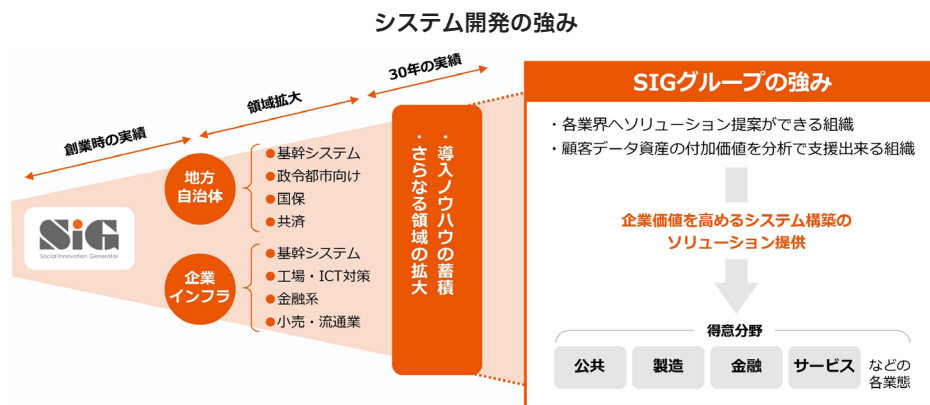 システム開発の強み
創業時の実績
領域拡大
30年の実績
SiG
Social Innovation Generator
地方
自治体
●基幹システム
●政令都市向け
●国保
●共済
企業
インフラ
●基幹システム
●工場・ICT対策
●金融系
●小売・流通業
・導入ノウハウの蓄積
・さらなる領域の拡大
SIGグループの強み
・各業界へソリューション提案ができる組織
・顧客データ資産の付加価値を分析で支援出来る組織
企業価値を高めるシステム構築の
ソリューション提供
得意分野
公共
製造
金融
サービス
などの
各業態